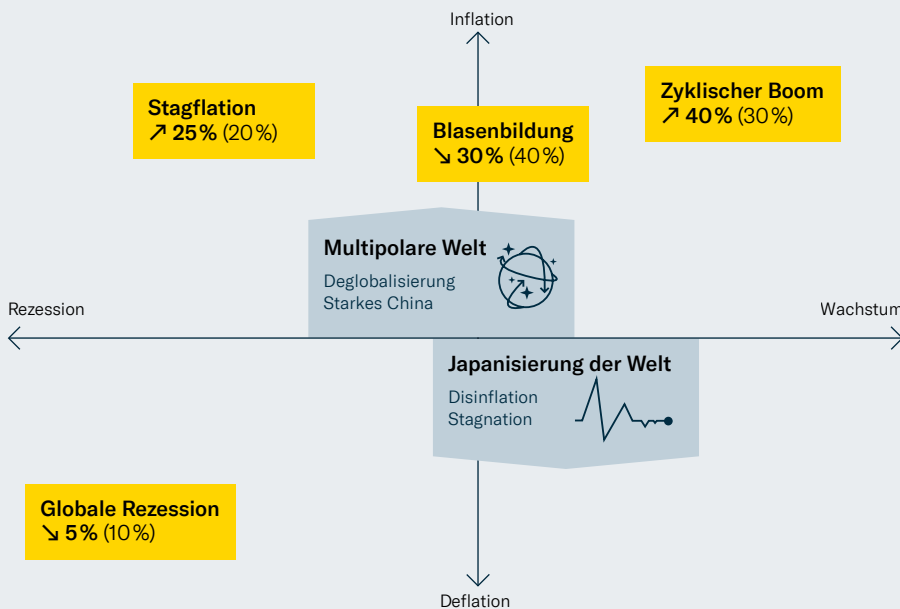 Inflation
Stagflation
↗ 25% (20%)
Blasenbildung
↘ 30% (40%)
Zyklischer Boom
↗ 40% (30%)
Multipolare Welt
Deglobalisierung
Starkes China
Rezession
Wachstum
Japanisierung der Welt
Disinflation
Stagnation
Globale Rezession
↘ 5% (10%)
Deflation